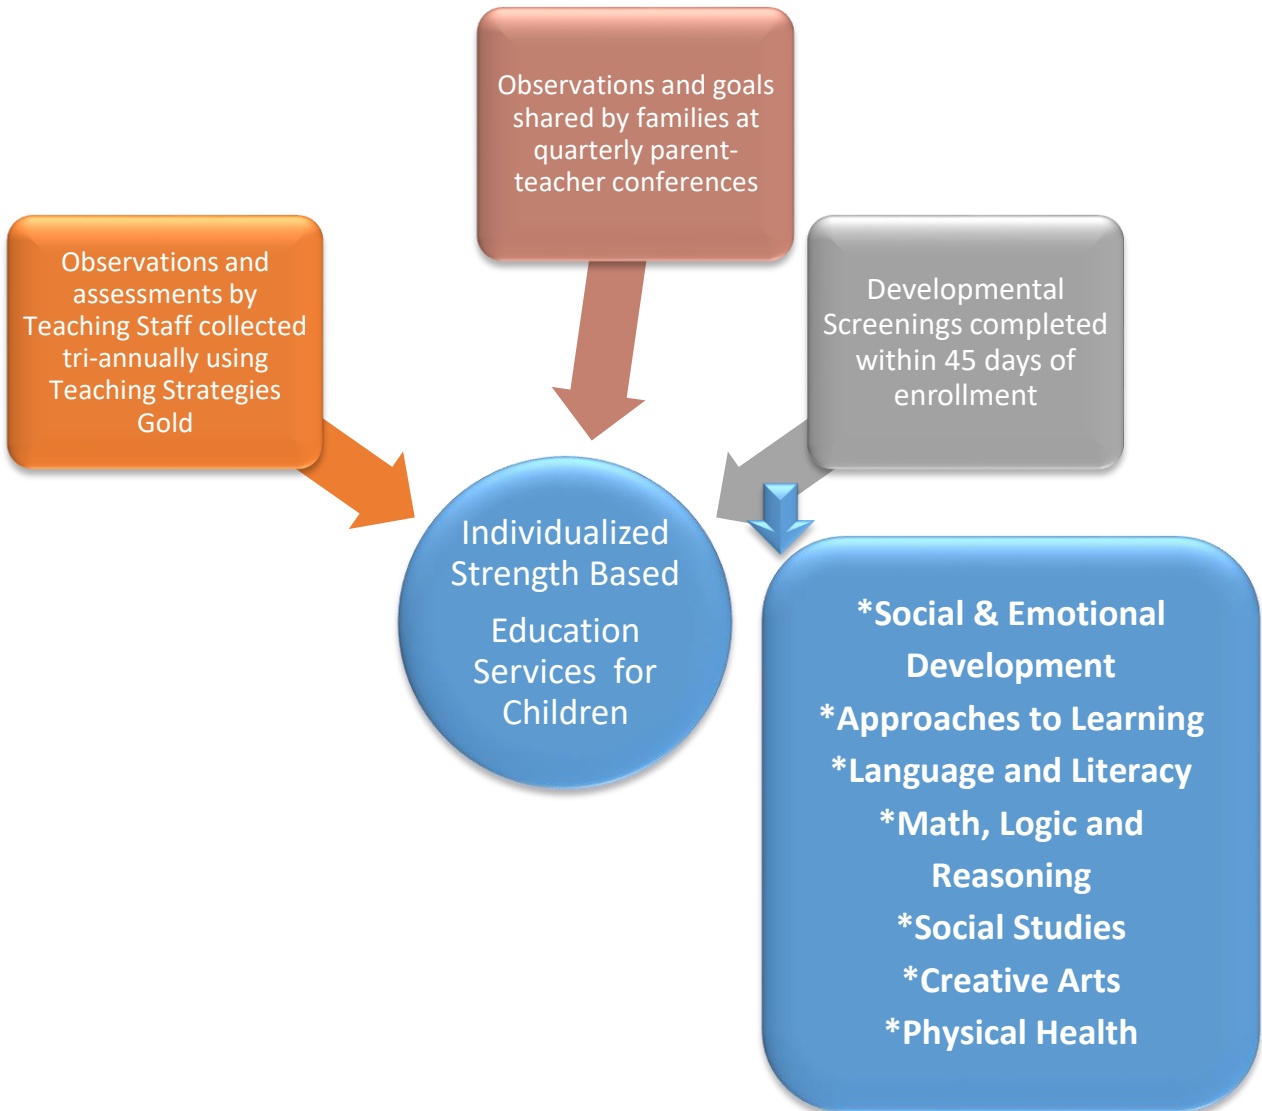 Observations and goals
shared by families at
quarterly parent-
teacher conferences
Observations and
assessments by
Teaching Staff collected
tri-annually using
Teaching Strategies
Gold
Developmental
Screenings completed
within 45 days of
enrollment
Individualized
Strength Based
Education
Services for
Children
*Social & Emotional
Development
*Approaches to Learning
*Language and Literacy
*Math, Logic and
Reasoning
*Social Studies
*Creative Arts
*Physical Health